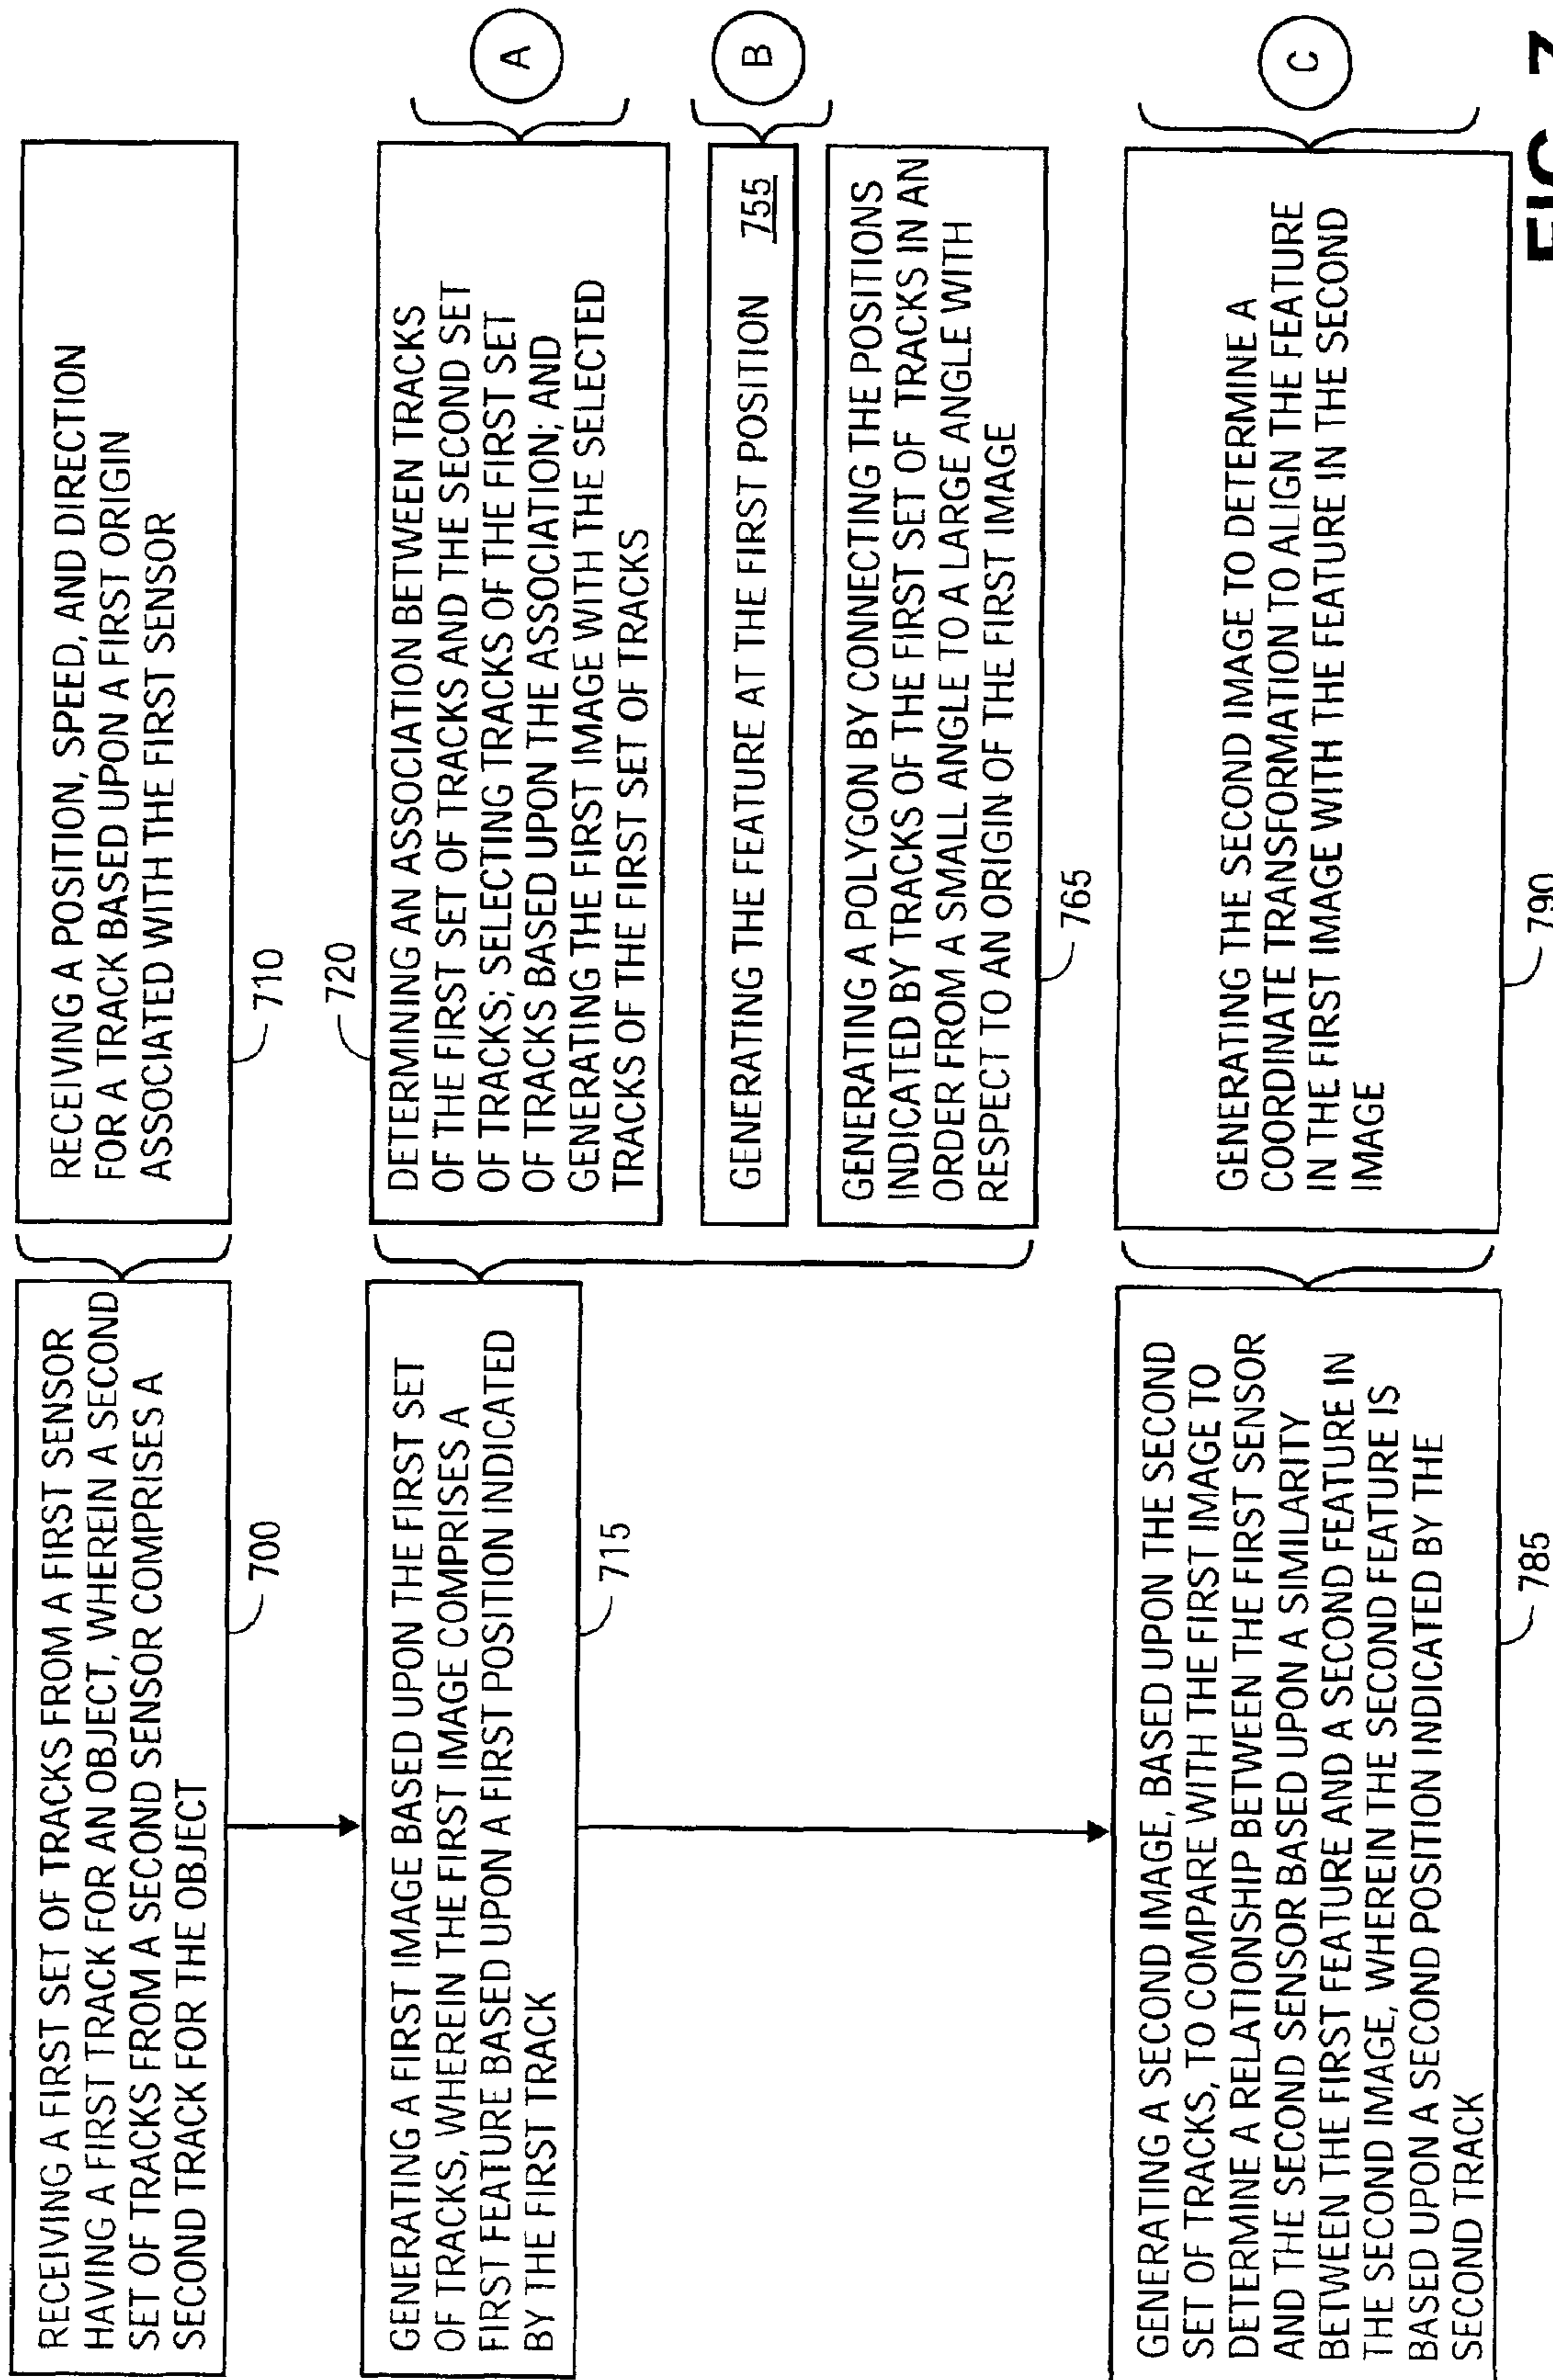 RECEIVING A FIRST SET OF TRACKS FROM A FIRST SENSOR
HAVING A FIRST TRACK FOR AN OBJECT, WHEREIN A SECOND
SET OF TRACKS FROM A SECOND SENSOR COMPRISES A
SECOND TRACK FOR THE OBJECT
700
RECEIVING A POSITION, SPEED, AND DIRECTION
FOR A TRACK BASED UPON A FIRST ORIGIN
ASSOCIATED WITH THE FIRST SENSOR
710
GENERATING A FIRST IMAGE BASED UPON THE FIRST SET
OF TRACKS, WHEREIN THE FIRST IMAGE COMPRISES A
FIRST FEATURE BASED UPON A FIRST POSITION INDICATED
BY THE FIRST TRACK
715
720
DETERMINING AN ASSOCIATION BETWEEN TRACKS
OF THE FIRST SET OF TRACKS AND THE SECOND SET
OF TRACKS; SELECTING TRACKS OF THE FIRST SET
OF TRACKS BASED UPON THE ASSOCIATION; AND
GENERATING THE FIRST IMAGE WITH THE SELECTED
TRACKS OF THE FIRST SET OF TRACKS
A
GENERATING THE FEATURE AT THE FIRST POSITION 755
B
GENERATING A POLYGON BY CONNECTING THE POSITIONS
INDICATED BY TRACKS OF THE FIRST SET OF TRACKS IN AN
ORDER FROM A SMALL ANGLE TO A LARGE ANGLE WITH
RESPECT TO AN ORIGIN OF THE FIRST IMAGE
765
GENERATING A SECOND IMAGE, BASED UPON THE SECOND
SET OF TRACKS, TO COMPARE WITH THE FIRST IMAGE TO
DETERMINE A RELATIONSHIP BETWEEN THE FIRST SENSOR
AND THE SECOND SENSOR BASED UPON A SIMILARITY
BETWEEN THE FIRST FEATURE AND A SECOND FEATURE IN
THE SECOND IMAGE, WHEREIN THE SECOND FEATURE IS
BASED UPON A SECOND POSITION INDICATED BY THE
SECOND TRACK
785
GENERATING THE SECOND IMAGE TO DETERMINE A
COORDINATE TRANSFORMATION TO ALIGN THE FEATURE
IN THE FIRST IMAGE WITH THE FEATURE IN THE SECOND
IMAGE
790
C